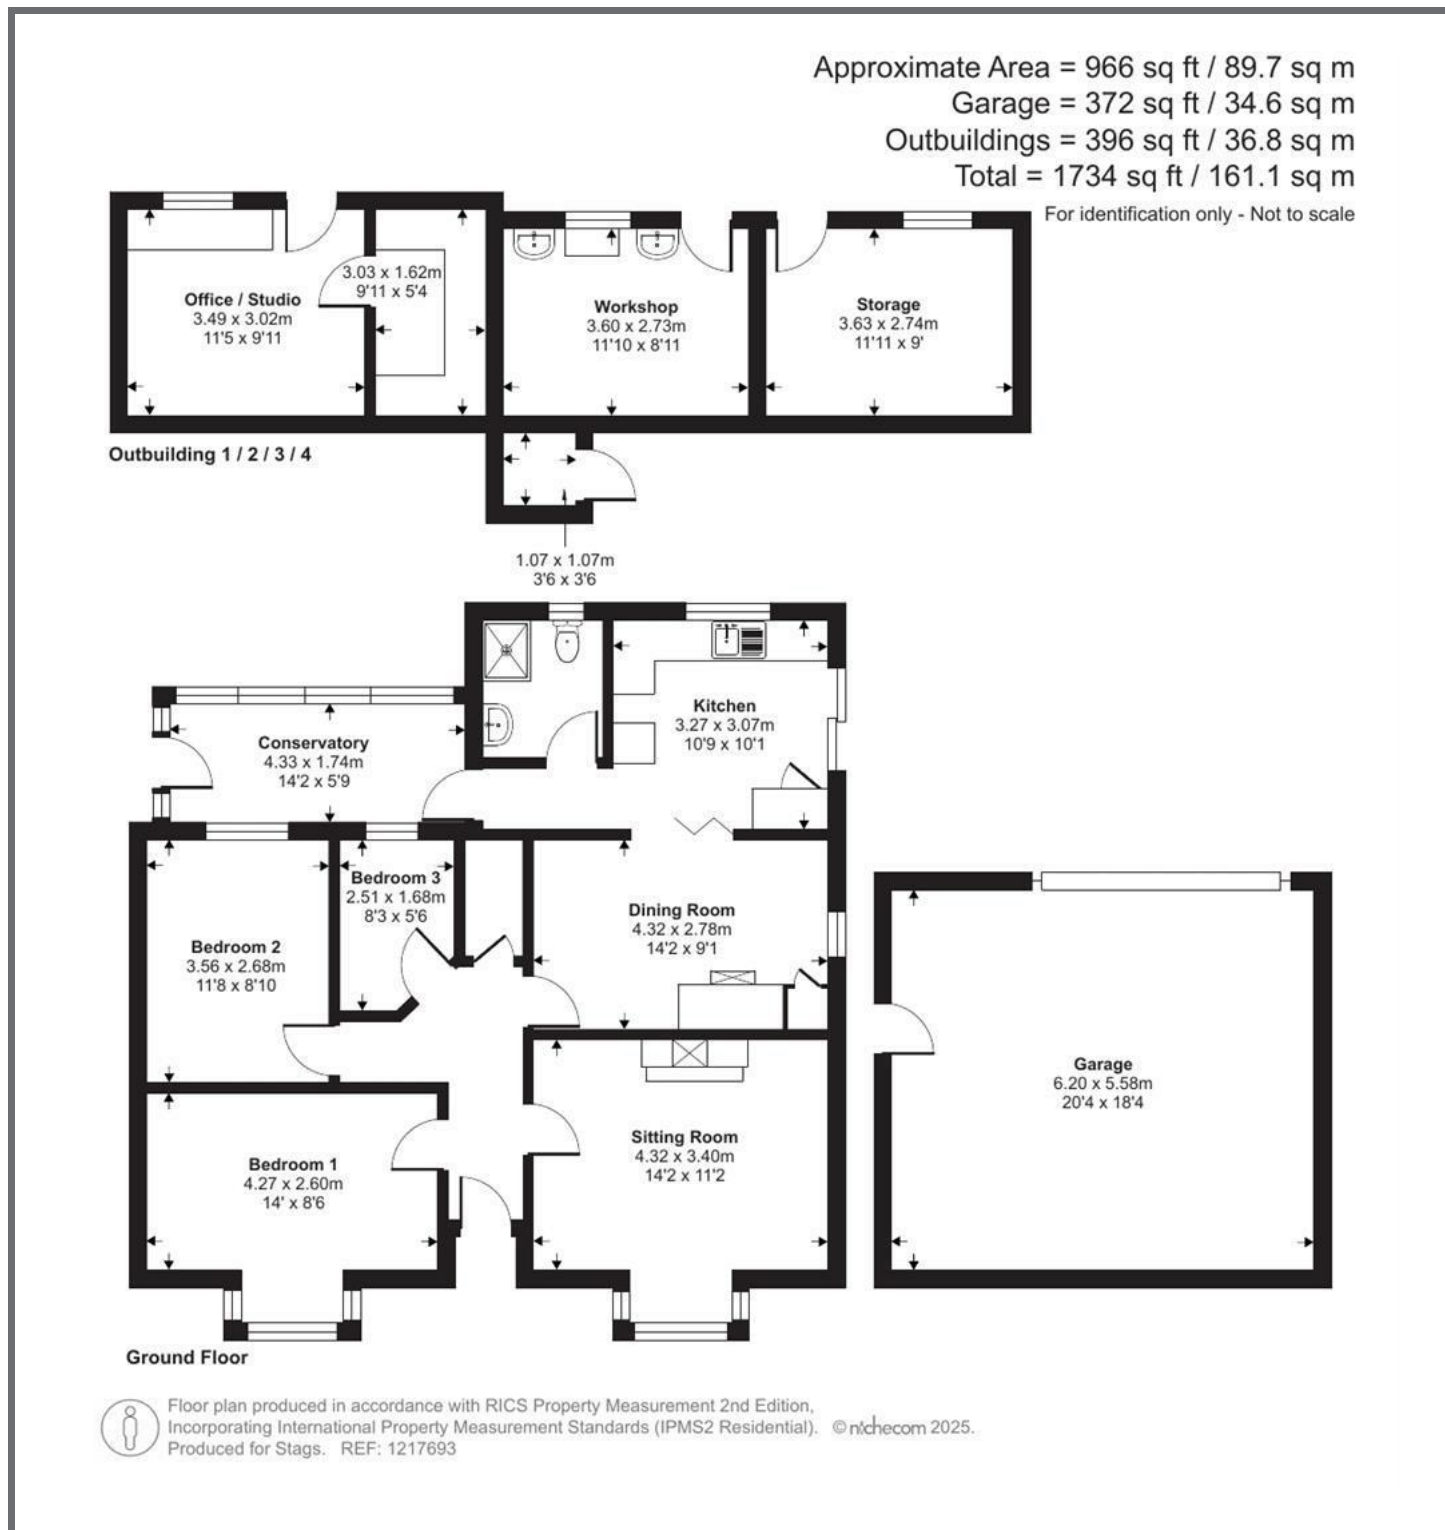 Approximate Area = 966 sq ft / 89.7 sq m
Garage = 372 sq ft / 34.6 sq m
Outbuildings = 396 sq ft / 36.8 sq m
Total = 1734 sq ft / 161.1 sq m
For identification only - Not to scale
Office / Studio
3.49 x 3.02m
11'5 x 9'11
3.03 x 1.62m
9'11 x 5'4
Workshop
3.60 x 2.73m
11'10 x 8'11
Storage
3.63 x 2.74m
11'11 x 9'
Outbuilding 1 / 2 / 3 / 4
1.07 x 1.07m
3'6 x 3'6
Kitchen
3.27 x 3.07m
10'9 x 10'1
Conservatory
4.33 x 1.74m
14'2 x 5'9
Bedroom 3
2.51 x 1.68m
8'3 x 5'6
Dining Room
4.32 x 2.78m
14'2 x 9'1
Bedroom 2
3.56 x 2.68m
11'8 x 8'10
Garage
6.20 x 5.58m
20'4 x 18'4
Sitting Room
4.32 x 3.40m
14'2 x 11'2
Bedroom 1
4.27 x 2.60m
14' x 8'6
Ground Floor
Floor plan produced in accordance with RICS Property Measurement 2nd Edition,
Incorporating International Property Measurement Standards (IPMS2 Residential). © nichecom 2025.
Produced for Stags. REF: 1217693